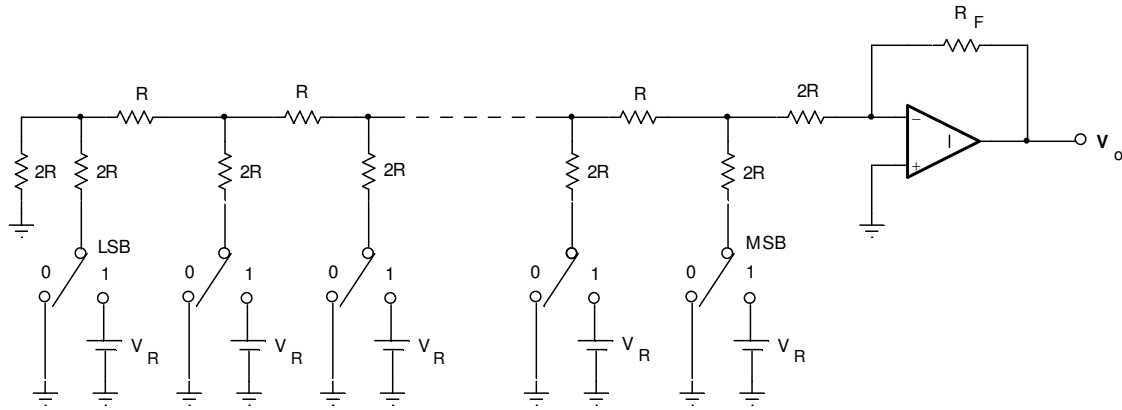 R F
R R R 2R
− I V o
+
2R 2R 2R 2R 2R 2R
LSB MSB
0 1 0 1 0 1 0 1 0 1
V R V R V R V R V R